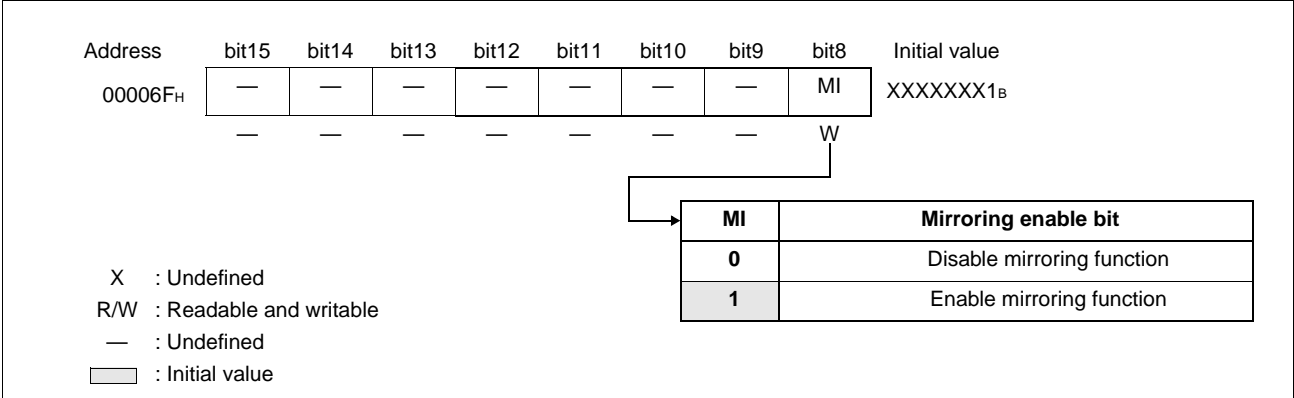 Address bit15 bit14 bit13 bit12 bit11 bit10 bit9 bit8 Initial value
00006FH — — — — — — — MI XXXXXXX1B
— — — — — — — W
MI Mirroring enable bit
0 Disable mirroring function
1 Enable mirroring function
X : Undefined
R/W : Readable and writable
— : Undefined
: Initial value